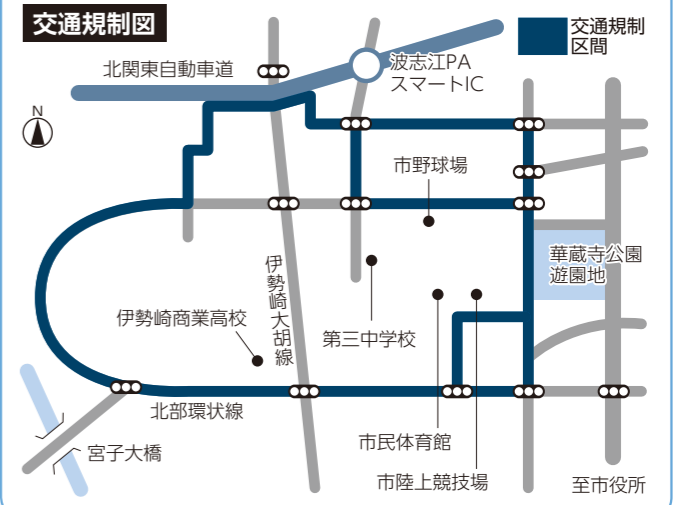 交通規制図
交通規制
区間
北関東自動車道
波志江PA
スマートIC
N
市野球場
華蔵寺公園
遊園地
伊勢崎大胡線
伊勢崎商業高校
第三中学校
北部環状線
市民体育館
宮子大橋
市陸上競技場
至市役所